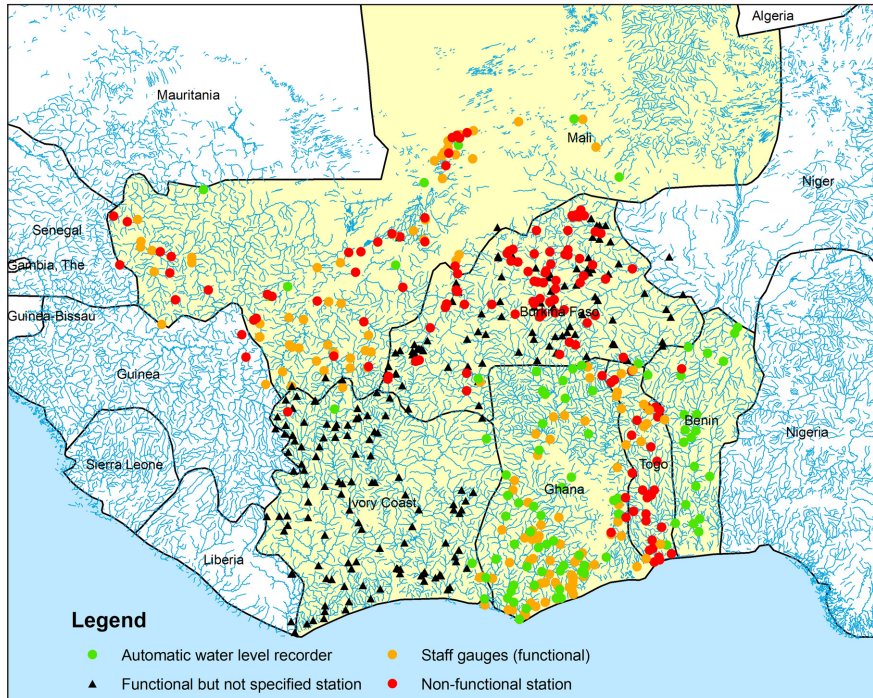 Algeria
Mauritania
Mali
Niger
Senegal
Gambia, The
Guinea-Bissau
Burkina Faso
Guinea
Benin
Nigeria
Sierra Leone
Togo
Ghana
Ivory Coast
Liberia
Legend
Automatic water level recorder
Staff gauges (functional)
Functional but not specified station
Non-functional station